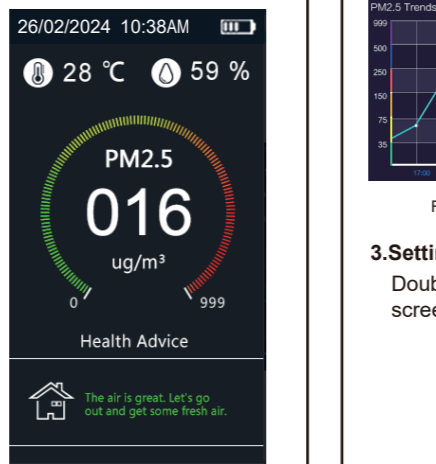 26/02/2024 10:38AM
28 ℃ 59 %
PM2.5
016
ug/m³
0 999
Health Advice
The air is great. Let's go
out and get some fresh air.
PM2.5 Trends
999
500
250
150
75
35
17:00
3.Settin
Doub
scree